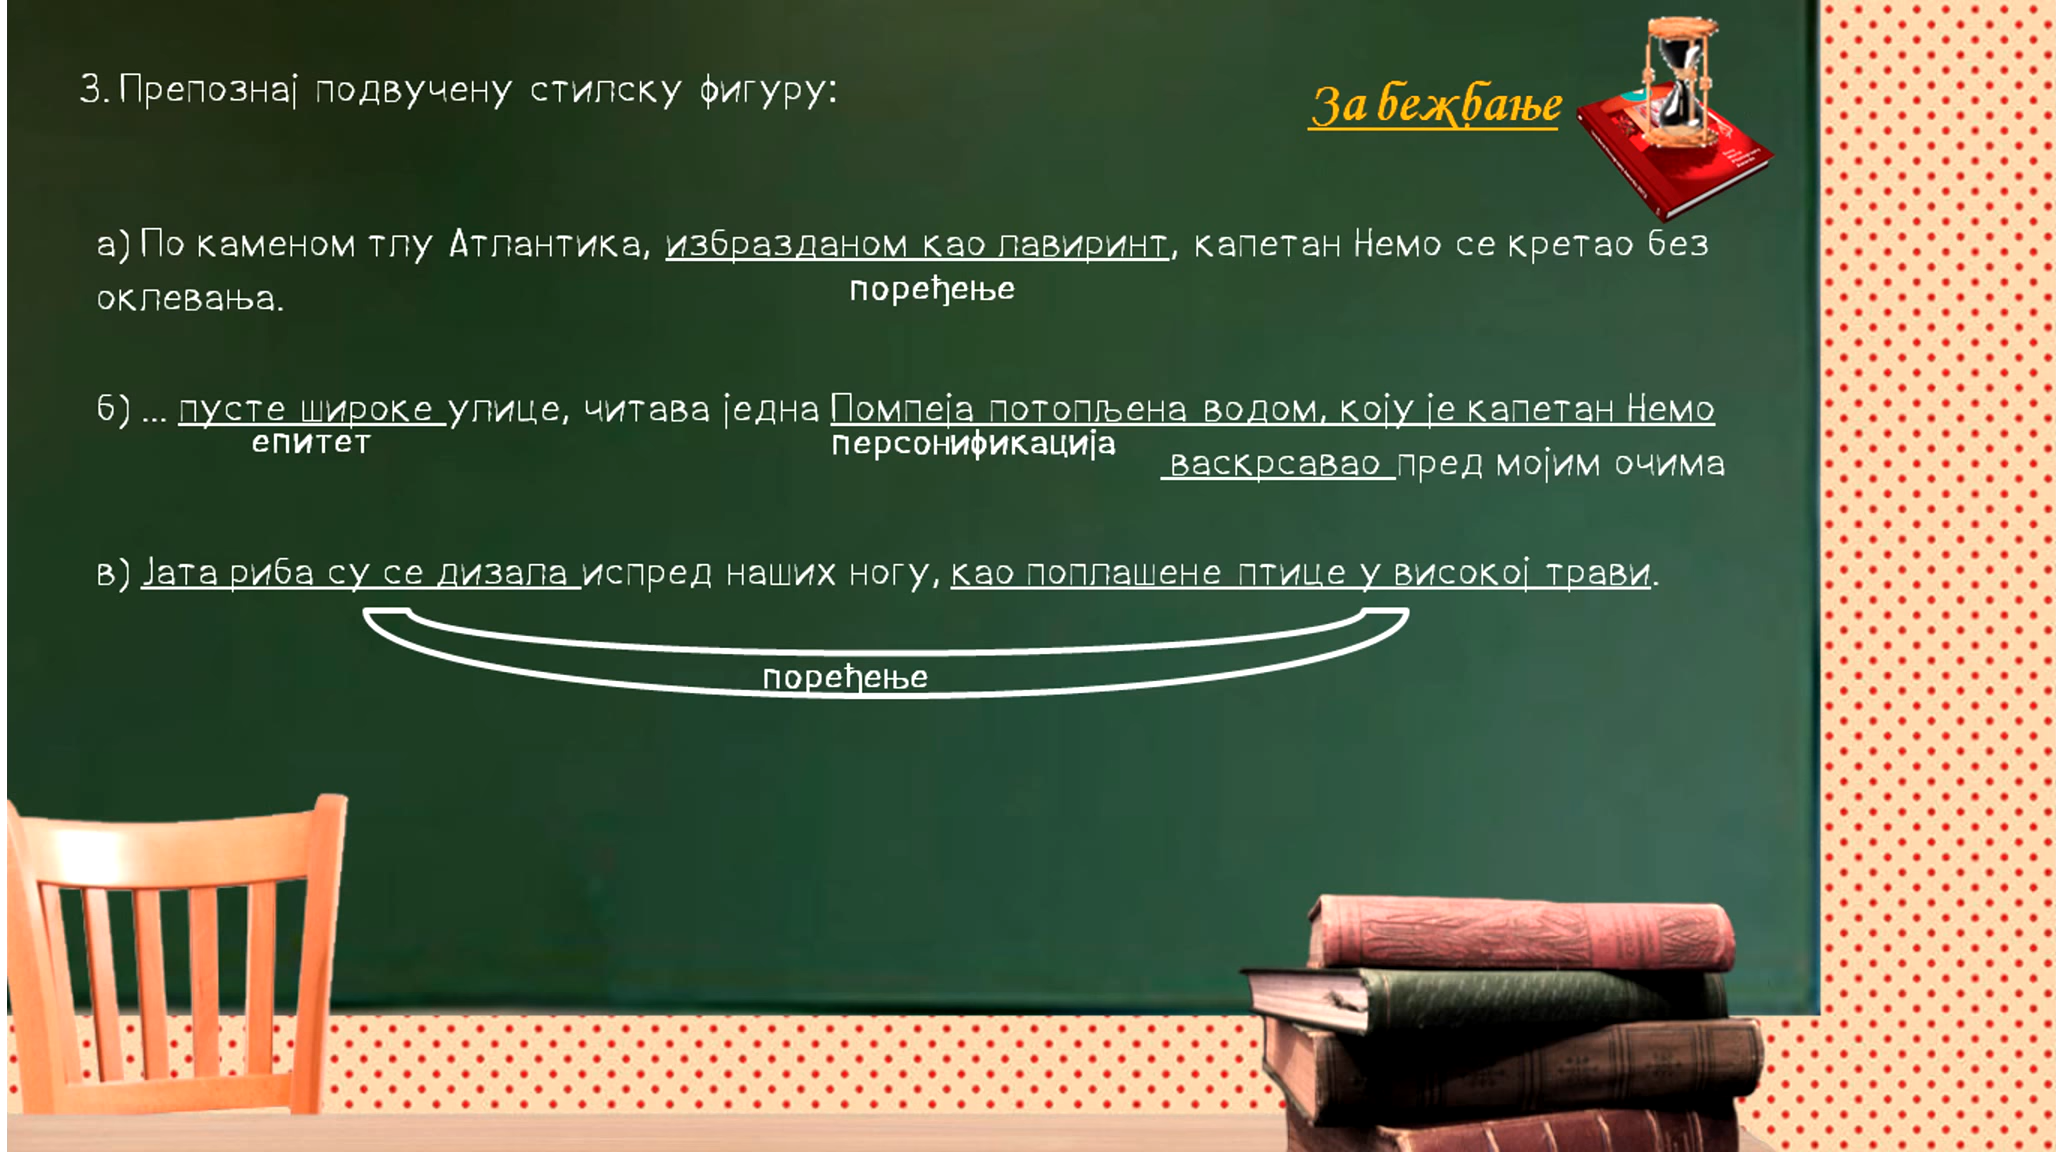 3. Препознај подвучену стилску фигуру:
За бежбање
а) По каменом тлу Атлантика, избразданом као лавиринт, капетан Немо се кретао без
поређење
оклевања.
б) ... пусте широке улице, читава једна Помпеја потопљена водом, коју је капетан Немо
епитет персонификација
васкрсавао пред мојим очима
в) Јата риба су се дизала испред наших ногу, као поплашене птице у високој трави.
поређење